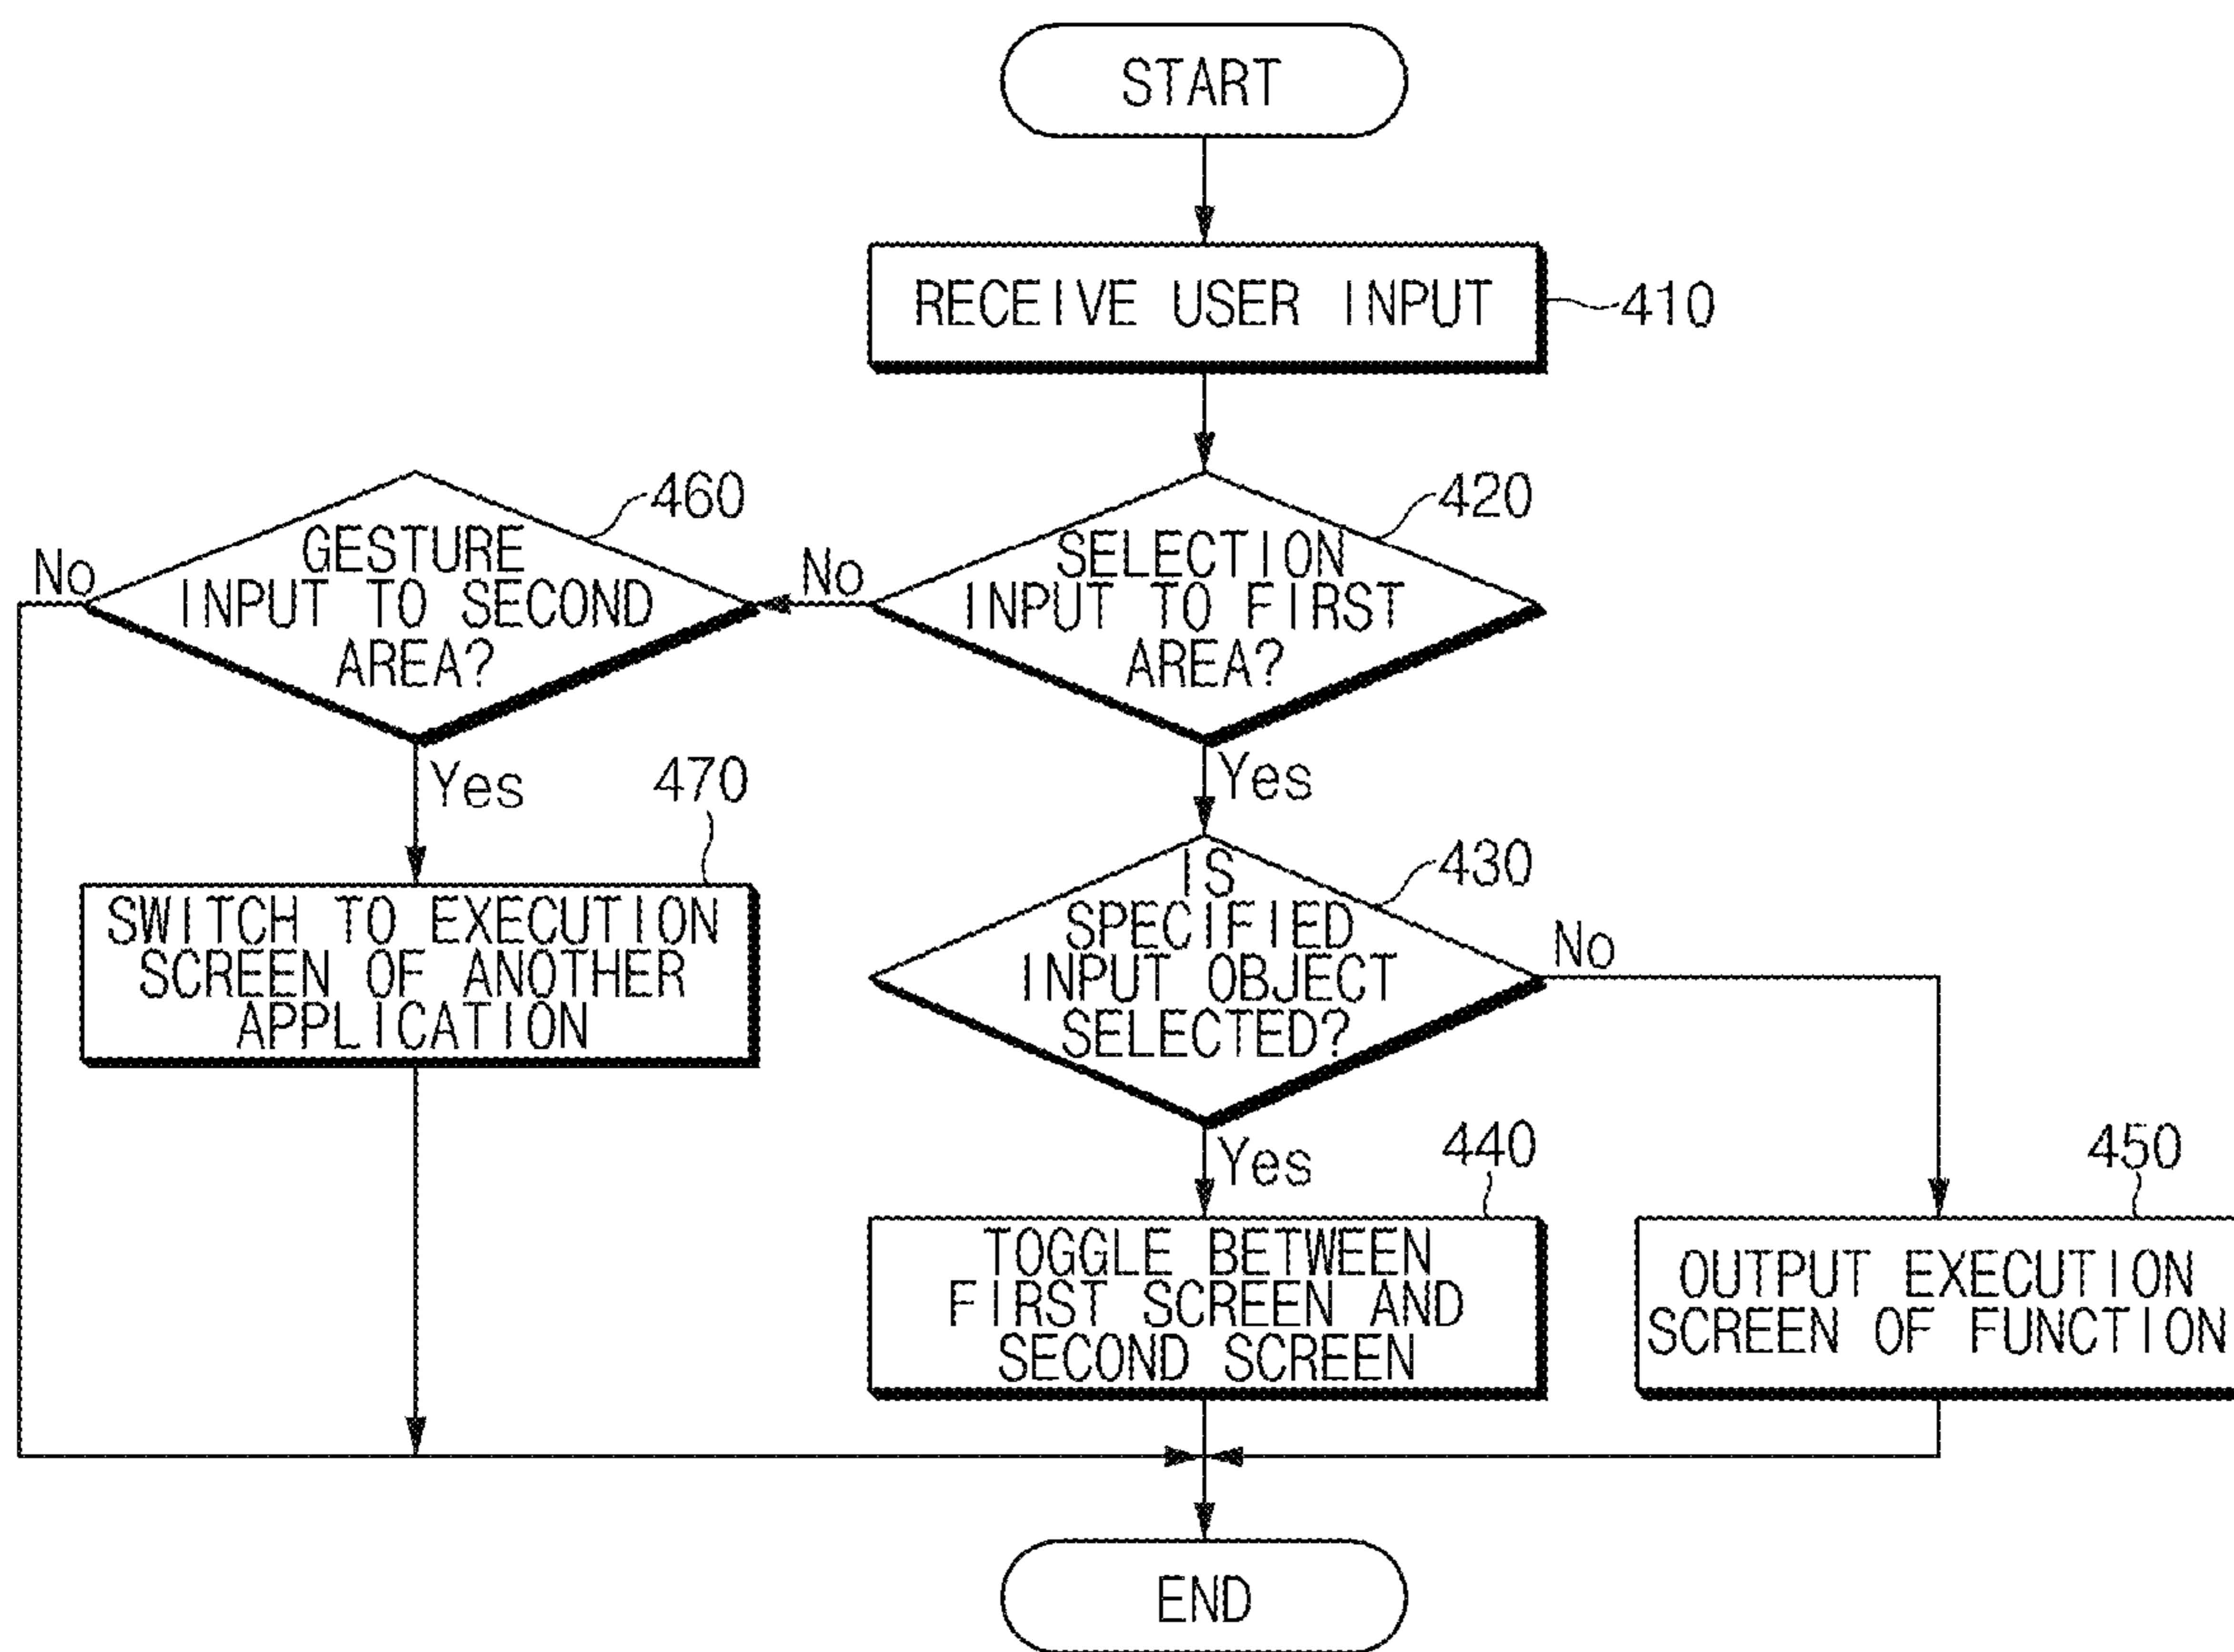 START
RECEIVE USER INPUT
410
420
SELECTION
INPUT TO FIRST
AREA?
No
Yes
460
GESTURE
INPUT TO SECOND
AREA?
No
Yes
470
SWITCH TO EXECUTION
SCREEN OF ANOTHER
APPLICATION
430
IS
SPECIFIED
INPUT OBJECT
SELECTED?
No
Yes
440
TOGGLE BETWEEN
FIRST SCREEN AND
SECOND SCREEN
450
OUTPUT EXECUTION
SCREEN OF FUNCTION
END